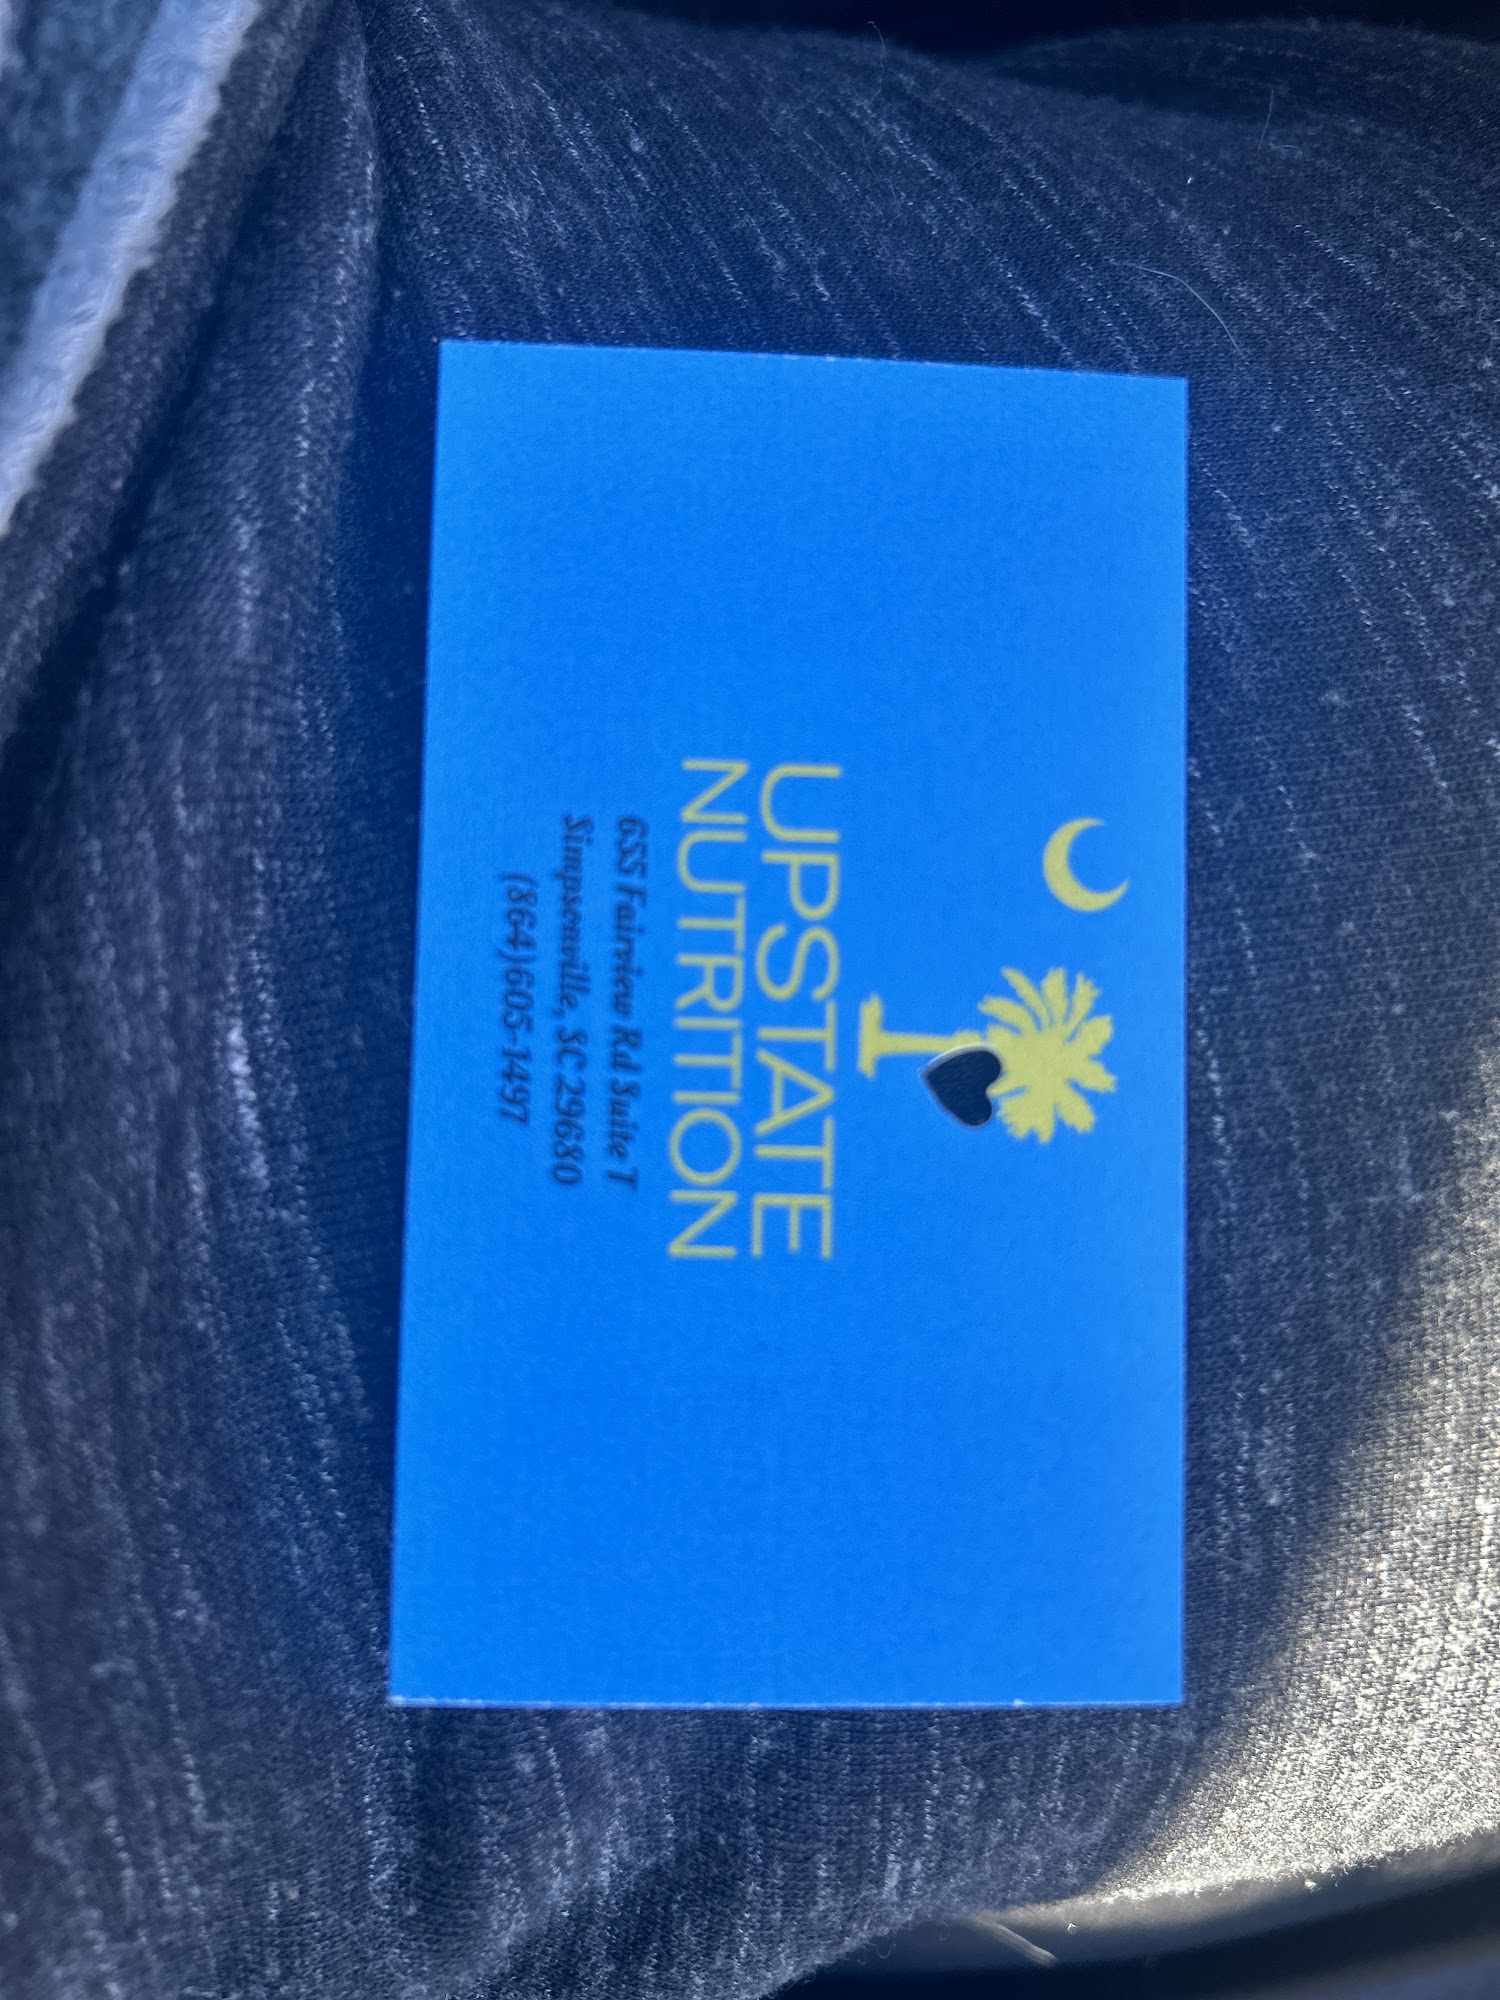 UPSTATE
NUTRITION
655 Fairview Rd Suite T
Simpsonville, SC 29680
(864)605-1497